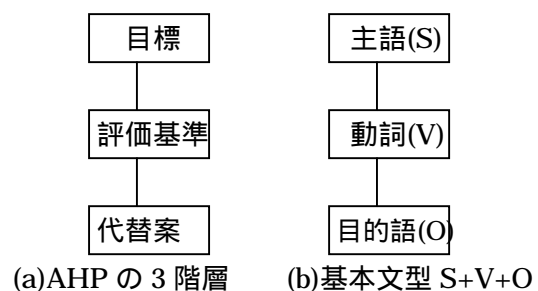 目標
主語(S)
評価基準
動詞(V)
代替案
目的語(O)
(a)AHP の 3 階層
(b)基本文型 S+V+O